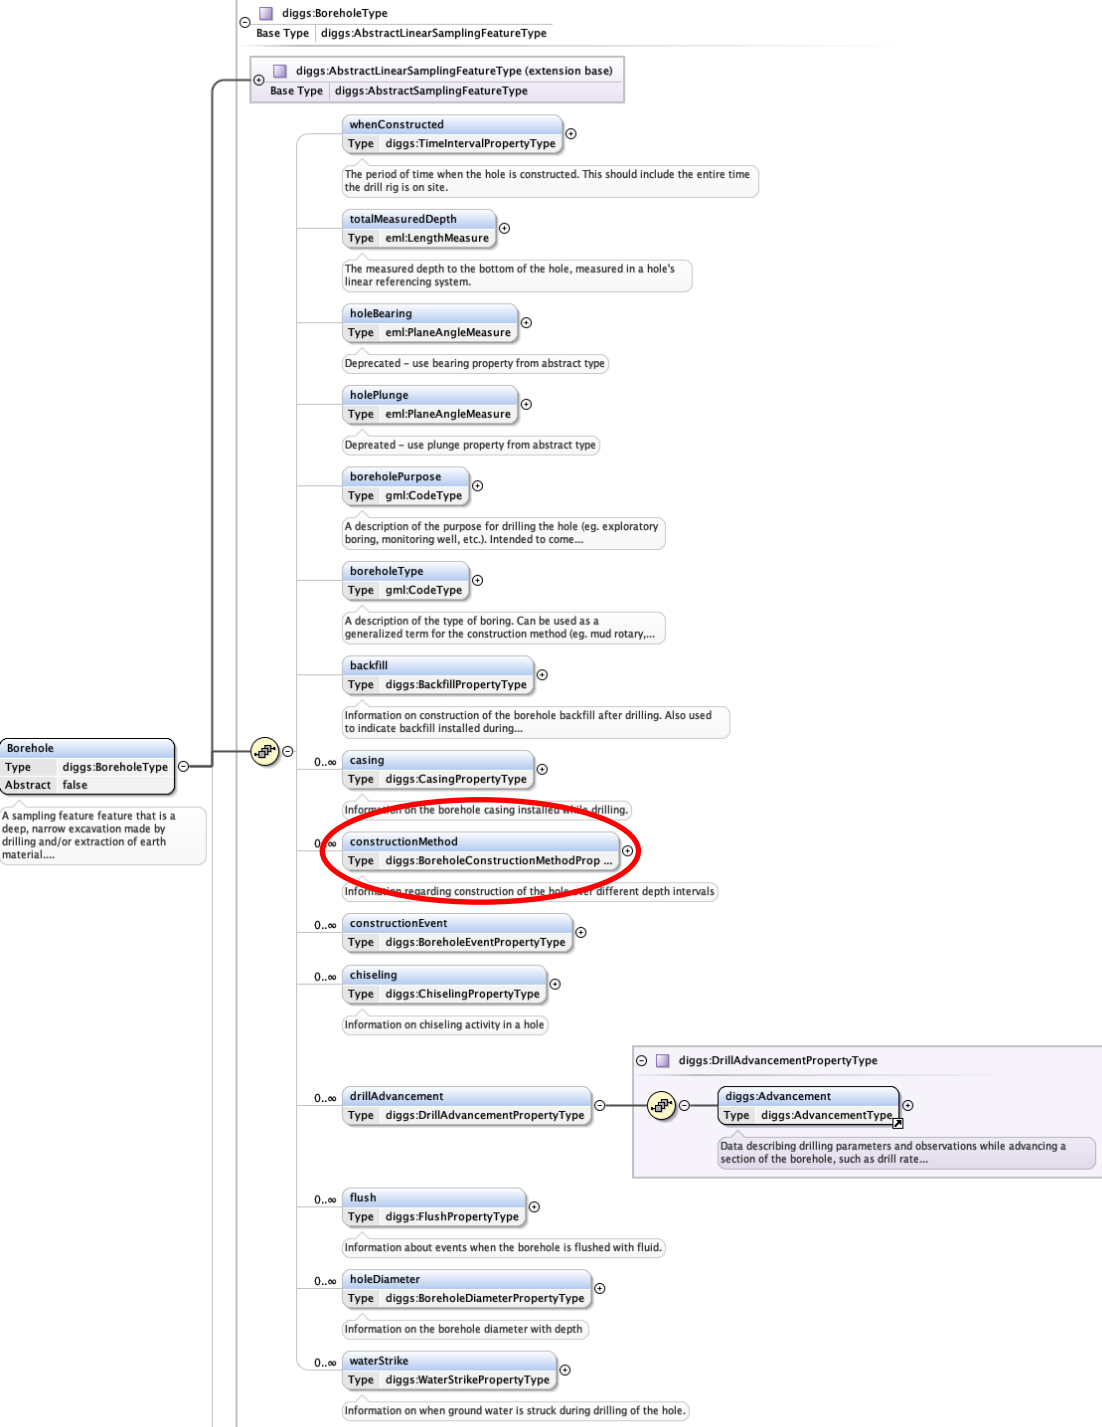 diggs:BoreholeType
Base Type diggs:AbstractLinearSamplingFeatureType
diggs:AbstractLinearSamplingFeatureType (extension base)
Base Type diggs:AbstractSamplingFeatureType
whenConstructed
Type diggs:TimeIntervalPropertyType
The period of time when the hole is constructed. This should include the entire time
the drill rig is on site.
totalMeasuredDepth
Type eml:LengthMeasure
The measured depth to the bottom of the hole, measured in a hole's
linear referencing system.
holeBearing
Type eml:PlaneAngleMeasure
Deprecated – use bearing property from abstract type
holePlunge
Type eml:PlaneAngleMeasure
Depreated – use plunge property from abstract type
boreholePurpose
Type gml:CodeType
A description of the purpose for drilling the hole (eg. exploratory
boring, monitoring well, etc.). Intended to come...
boreholeType
Type gml:CodeType
A description of the type of boring. Can be used as a
generalized term for the construction method (eg. mud rotary,...
backfill
Type diggs:BackfillPropertyType
Information on construction of the borehole backfill after drilling. Also used
to indicate backfill installed during...
Borehole
Type diggs:BoreholeType
Abstract false
A sampling feature feature that is a
deep, narrow excavation made by
drilling and/or extraction of earth
material....
0..∞ casing
Type diggs:CasingPropertyType
Information on the borehole casing installed while drilling.
0..∞ constructionMethod
Type diggs:BoreholeConstructionMethodProp ...
Information regarding construction of the hole over different depth intervals
0..∞ constructionEvent
Type diggs:BoreholeEventPropertyType
0..∞ chiseling
Type diggs:ChiselingPropertyType
Information on chiseling activity in a hole
0..∞ drillAdvancement
Type diggs:DrillAdvancementPropertyType
diggs:DrillAdvancementPropertyType
diggs:Advancement
Type diggs:AdvancementType
Data describing drilling parameters and observations while advancing a
section of the borehole, such as drill rate...
0..∞ flush
Type diggs:FlushPropertyType
Information about events when the borehole is flushed with fluid.
0..∞ holeDiameter
Type diggs:BoreholeDiameterPropertyType
Information on the borehole diameter with depth
0..∞ waterStrike
Type diggs:WaterStrikePropertyType
Information on when ground water is struck during drilling of the hole.